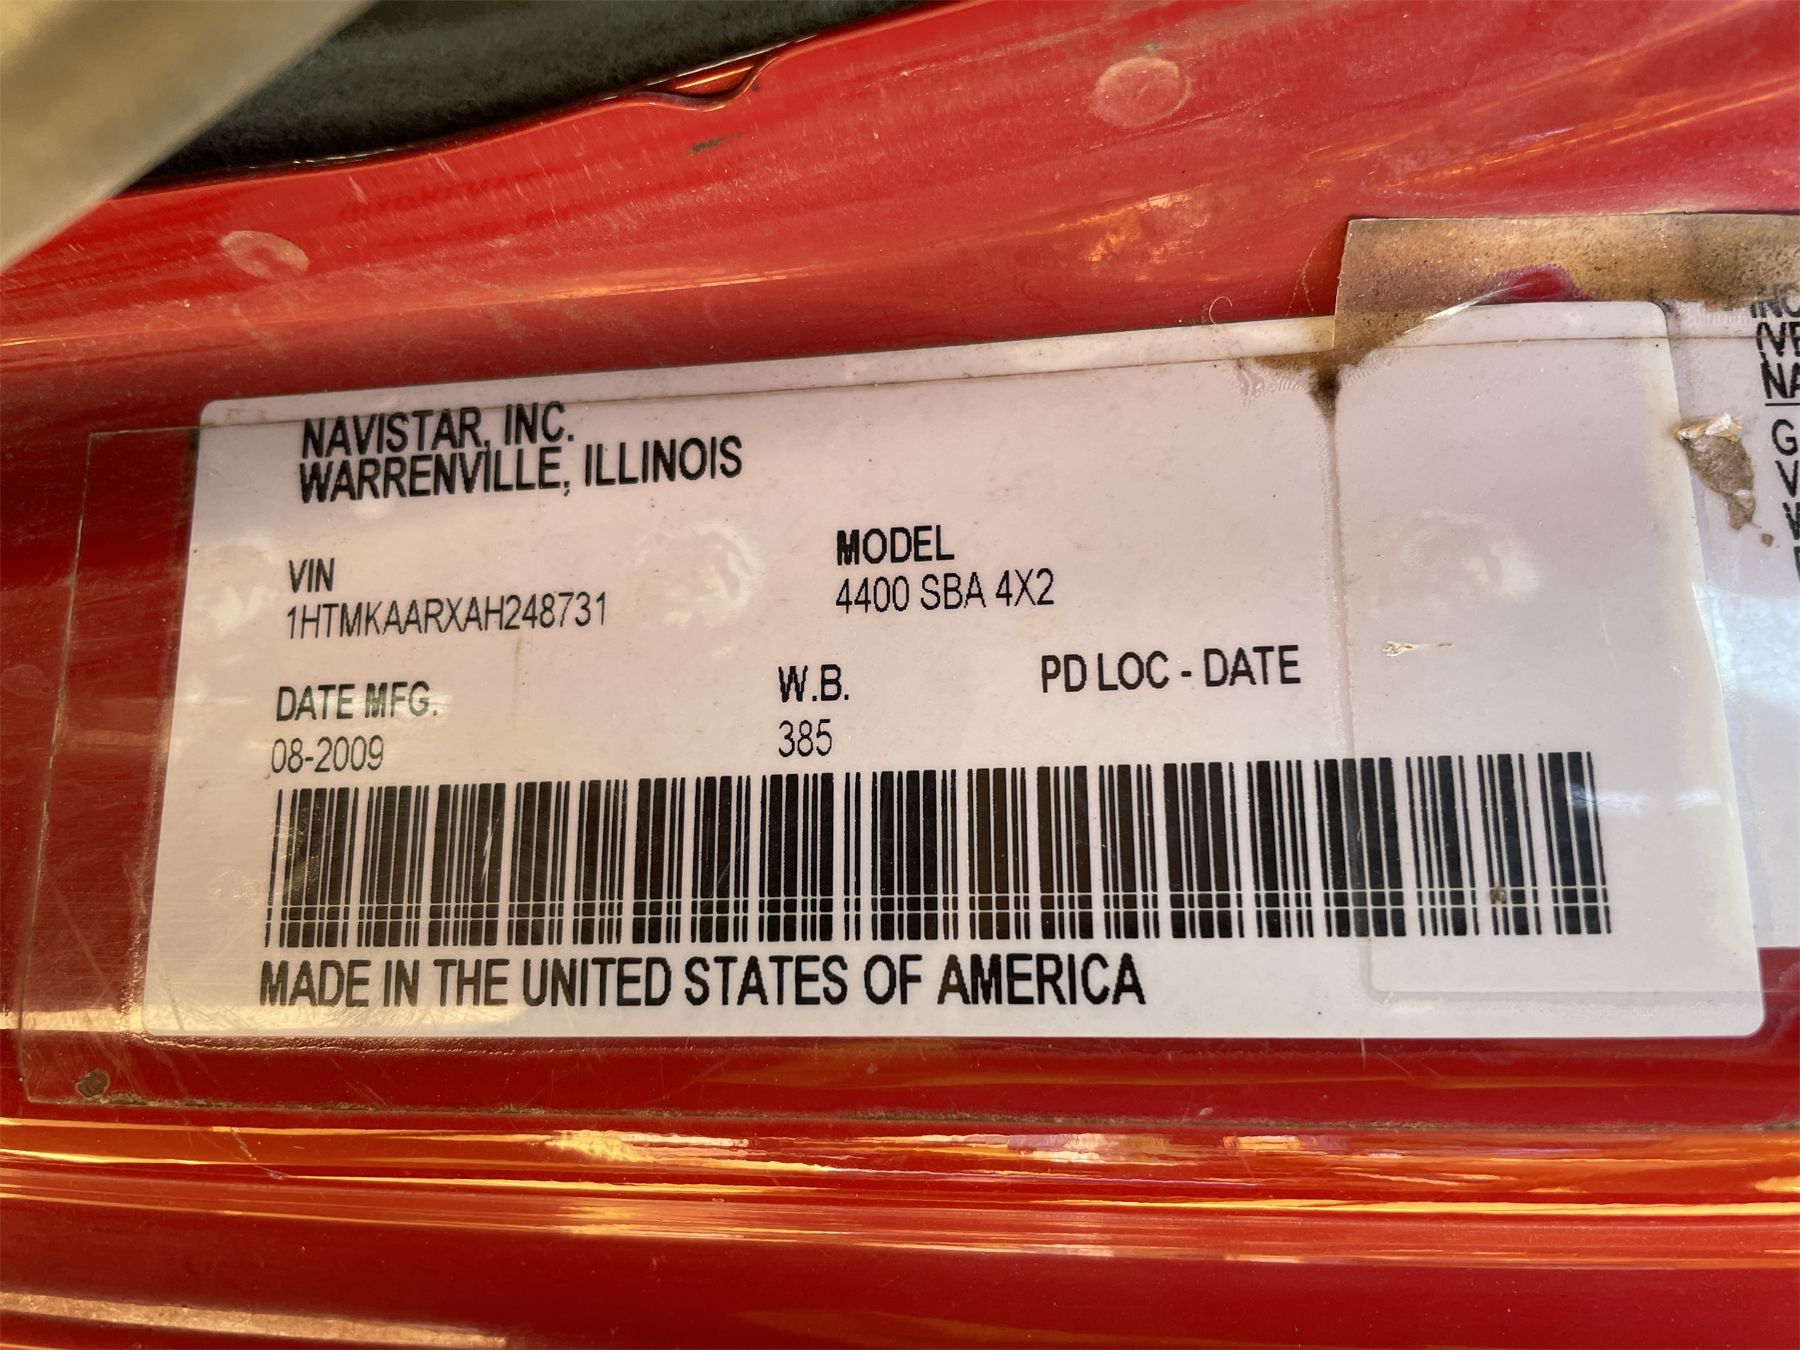 NAVISTAR, INC.
WARRENVILLE, ILLINOIS
VIN
1HTMKAARXAH248731
MODEL
4400 SBA 4X2
DATE MFG.
08-2009
W.B.
385
PD LOC - DATE
MADE IN THE UNITED STATES OF AMERICA